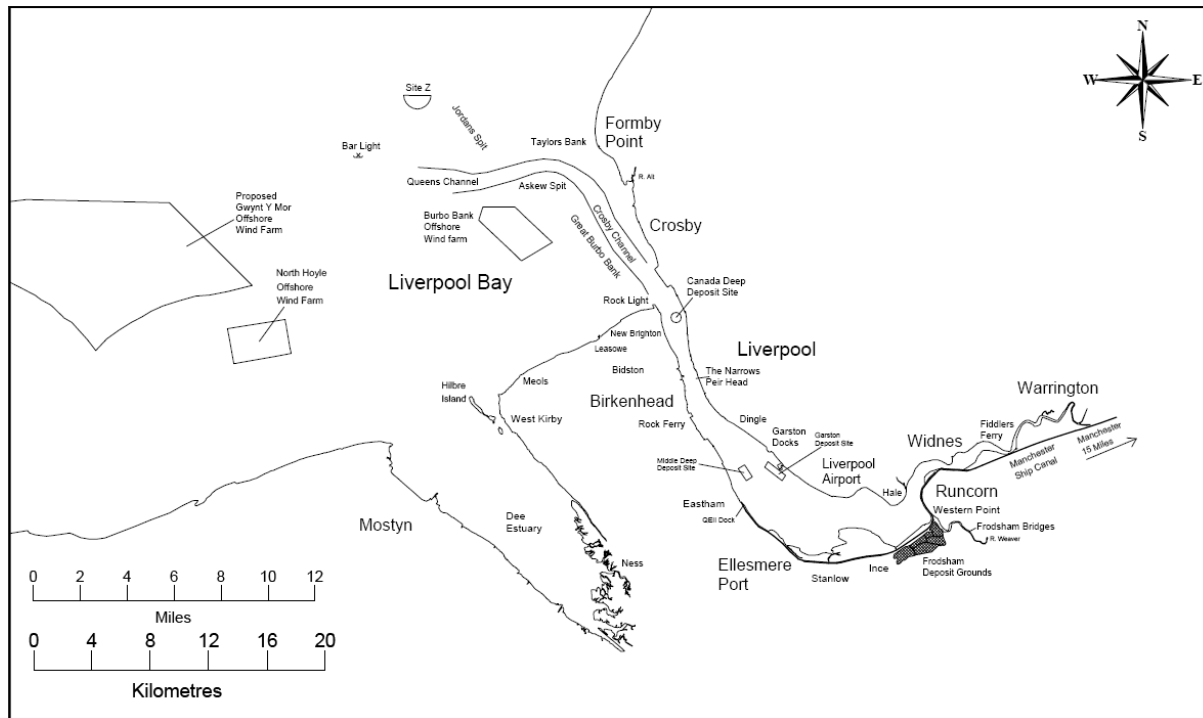 N
W
E
S
Site Z
Jordans Spit
Formby
Point
Taylors Bank
Bar Light
R. Alt
Queens Channel
Askew Spit
Proposed
Gwynt Y Mor
Offshore
Wind Farm
Burbo Bank
Offshore
Wind farm
Crosby Channel
Great Burbo Bank
Crosby
North Hoyle
Offshore
Wind Farm
Liverpool Bay
Canada Deep
Deposit Site
Rock Light
New Brighton
Leasowe
Liverpool
Bidston
The Narrows
Peir Head
Meols
Hilbre
Island
Birkenhead
West Kirby
Rock Ferry
Dingle
Garston
Docks
Garston
Deposit Site
Warrington
Fiddlers
Ferry
Widnes
Manchester
Ship Canal
Manchester
15 Miles
Middle Deep
Deposit Site
Liverpool
Airport
Hale
Runcorn
Western Point
Eastham
QEII Dock
Mostyn
Dee
Estuary
Frodsham Bridges
R. Weaver
Ness
Ellesmere
Port
Stanlow
Ince
Frodsham
Deposit Grounds
0 2 4 6 8 10 12
Miles
0 4 8 12 16 20
Kilometres